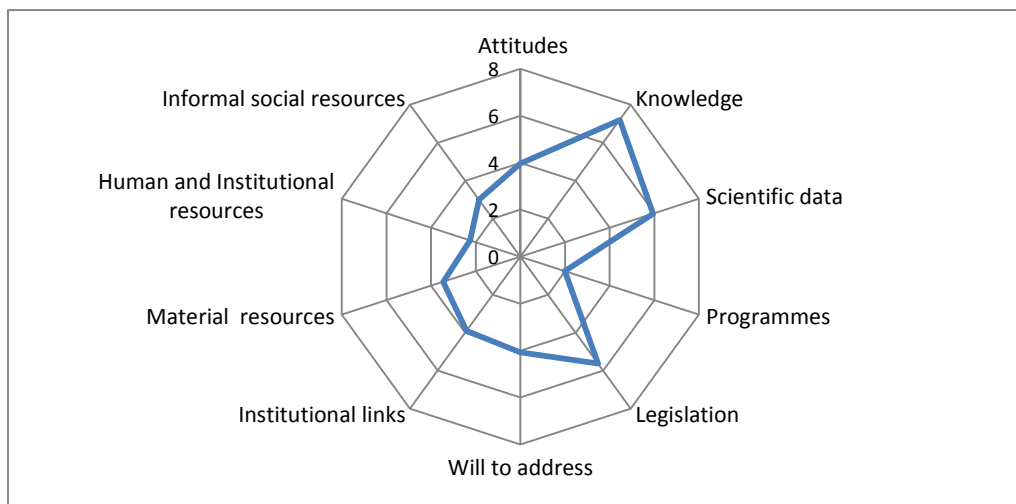 Attitudes
Knowledge
Scientific data
Programmes
Legislation
Will to address
Institutional links
Material  resources
Human and Institutional
resources
Informal social resources
8
6
4
2
0